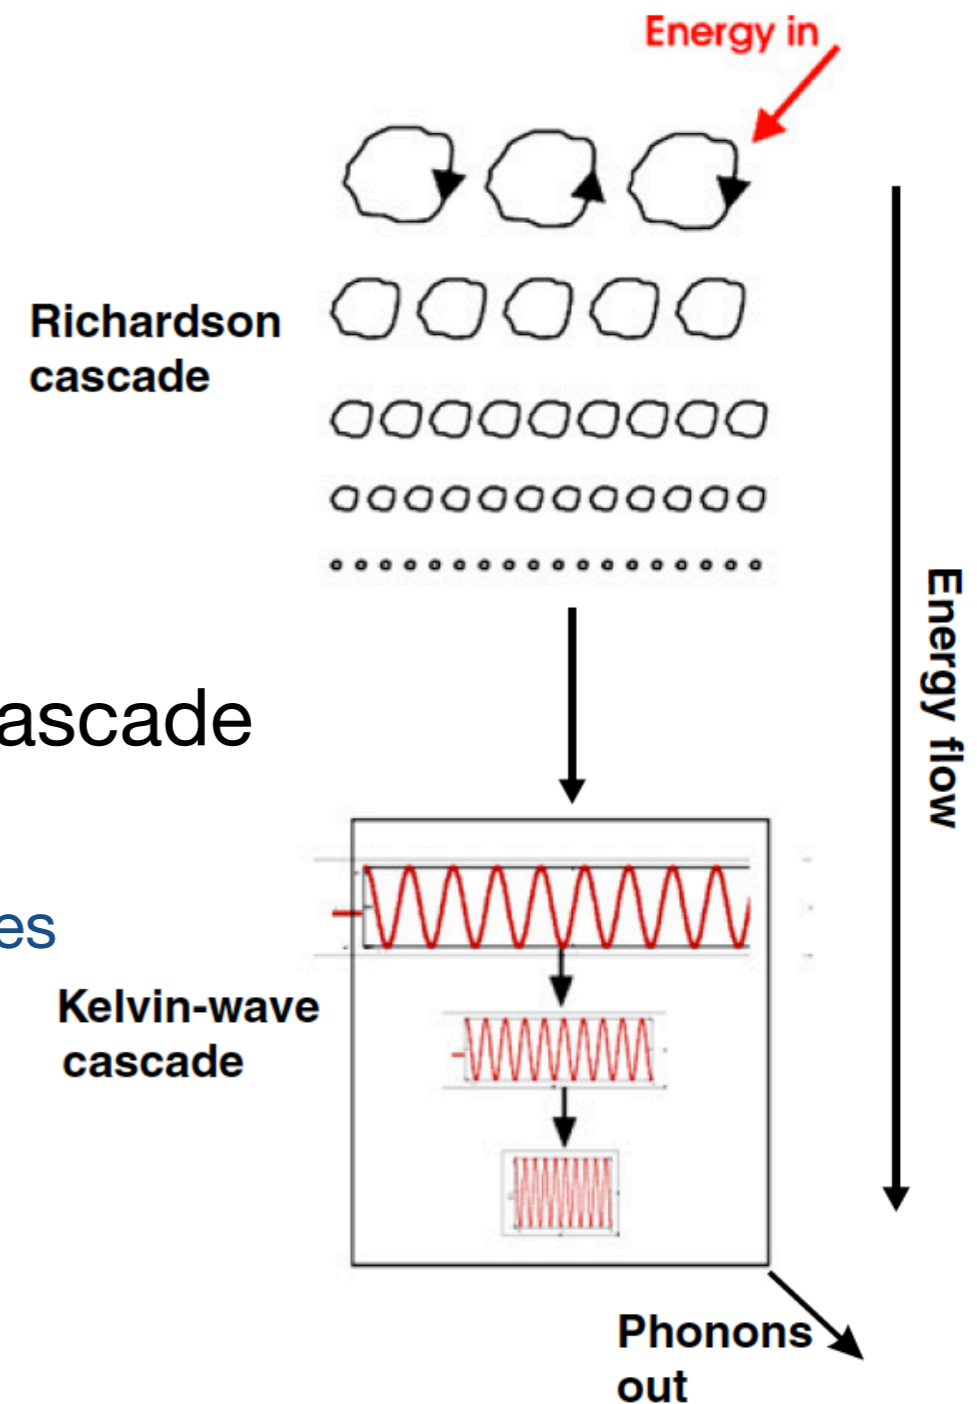 Energy in
Richardson
cascade
ascade
Energy flow
es
Kelvin-wave
cascade
Phonons
out